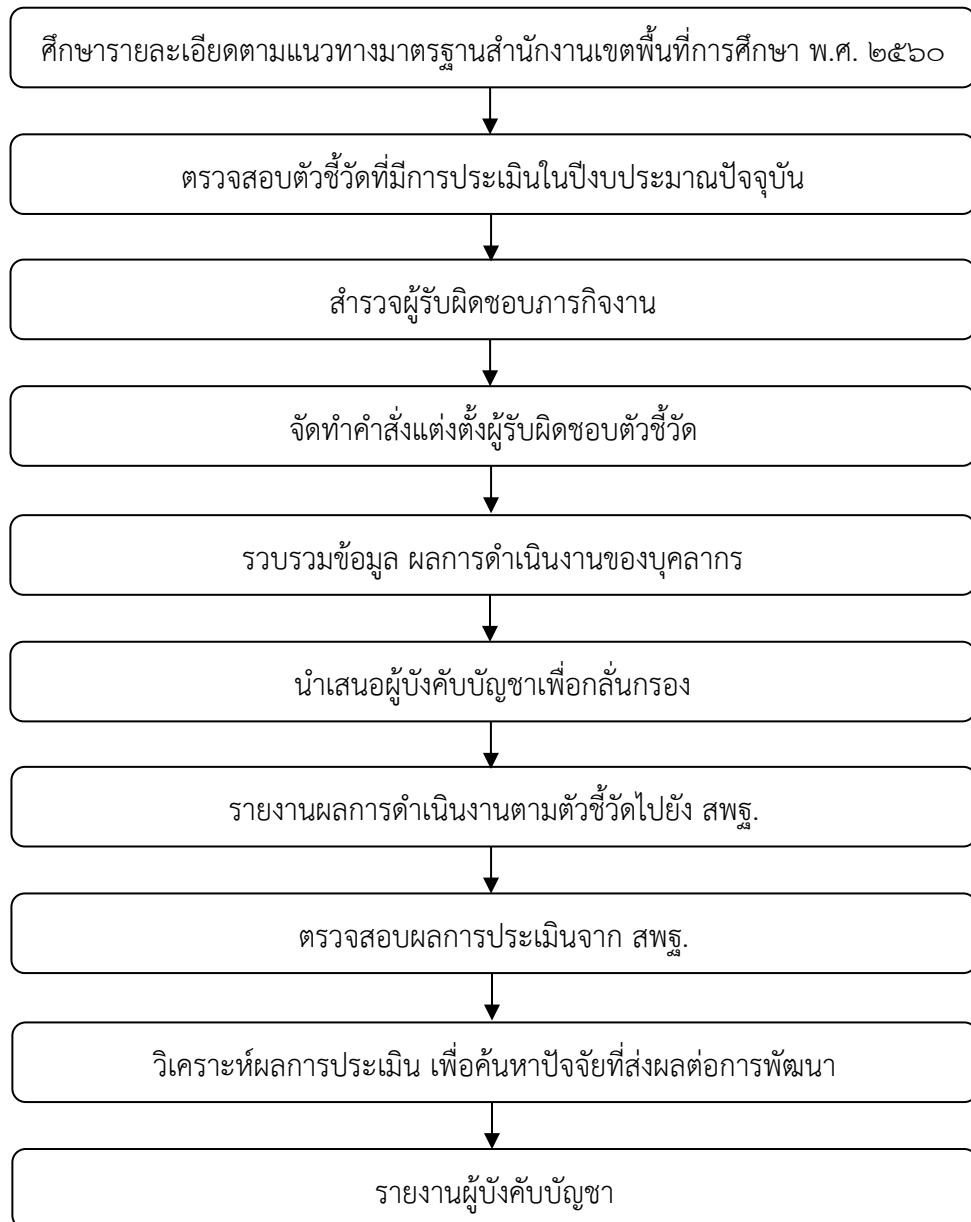 ศึกษารายละเอียดตามแนวทางมาตรฐานสำนักงานเขตพื้นที่การศึกษา พ.ศ. ๒๕๖๐
ตรวจสอบตัวชี้วัดที่มีการประเมินในปีงบประมาณปัจจุบัน
สำรวจผู้รับผิดชอบภารกิจงาน
จัดทำคำสั่งแต่งตั้งผู้รับผิดชอบตัวชี้วัด
รวบรวมข้อมูล ผลการดำเนินงานของบุคลากร
นำเสนอผู้บังคับบัญชาเพื่อกลั่นกรอง
รายงานผลการดำเนินงานตามตัวชี้วัดไปยัง สพฐ.
ตรวจสอบผลการประเมินจาก สพฐ.
วิเคราะห์ผลการประเมิน เพื่อค้นหาปัจจัยที่ส่งผลต่อการพัฒนา
รายงานผู้บังคับบัญชา